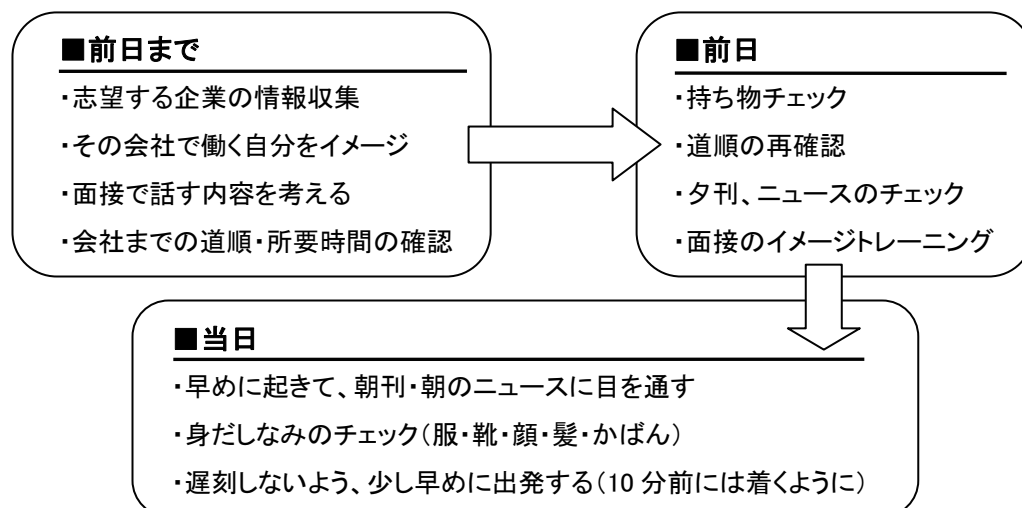 ■前日まで
・志望する企業の情報収集
・その会社で働く自分をイメージ
・面接で話す内容を考える
・会社までの道順・所要時間の確認
■前日
・持ち物チェック
・道順の再確認
・夕刊、ニュースのチェック
・面接のイメージトレーニング
■当日
・早めに起きて、朝刊・朝のニュースに目を通す
・身だしなみのチェック(服・靴・顔・髪・かばん)
・遅刻しないよう、少し早めに出発する(10 分前には着くように)